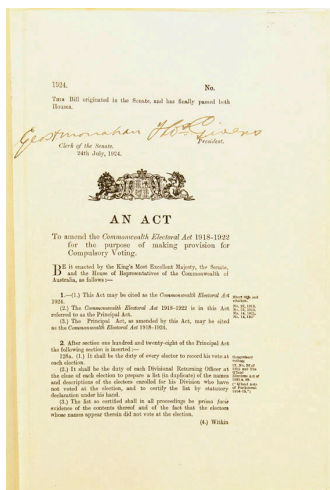 1924.
No.
THIS Bill originated in the Senate, and has finally passed both
Houses.
Geo Monahan
Tho Givens
Clerk of the Senate.
President.
24th July, 1924.
AN ACT
To amend the Commonwealth Electoral Act 1918-1922
for the purpose of making provision for
Compulsory Voting.
BE it enacted by the King's Most Excellent Majesty, the Senate,
and the House of Representatives of the Commonwealth of
Australia, as follows:—
1.—(1.) This Act may be cited as the Commonwealth Electoral Act
1924.
Short title and
citation.
(2.) The Commonwealth Electoral Act 1918-1922 is in this Act
referred to as the Principal Act.
(3.) The Principal Act, as amended by this Act, may be cited
as the Commonwealth Electoral Act 1918-1924.
2. After section one hundred and twenty-eight of the Principal Act
the following section is inserted:—
128A. (1.) It shall be the duty of every elector to record his vote at
each election.
Compulsory
voting.
(2.) It shall be the duty of each Divisional Returning Officer at
the close of each election to prepare a list (in duplicate) of the names
and descriptions of the electors enrolled for his Division who have
not voted at the election, and to certify the list by statutory
declaration under his hand.
(3.) The list so certified shall in all proceedings be prima facie
evidence of the contents thereof and of the fact that the electors
whose names appear therein did not vote at the election.
(4.) Within